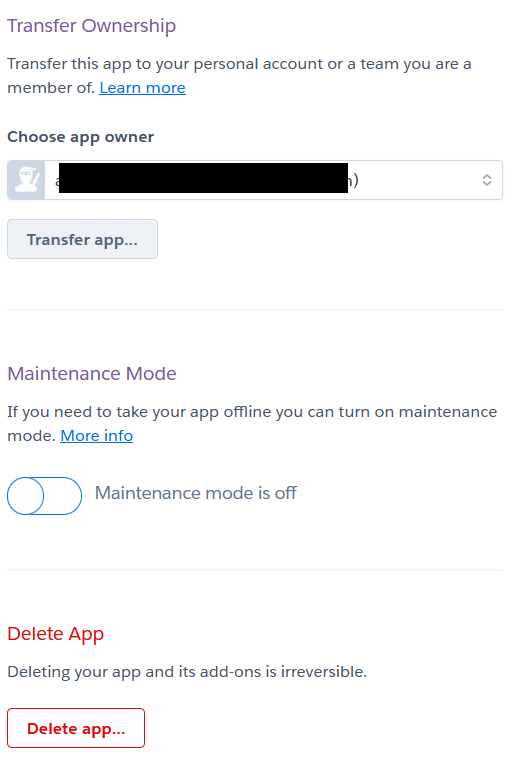 Transfer Ownership
Transfer this app to your personal account or a team you are a
member of. Learn more
Choose app owner
Transfer app...
Maintenance Mode
If you need to take your app offline you can turn on maintenance
mode. More info
Maintenance mode is off
Delete App
Deleting your app and its add-ons is irreversible.
Delete app...